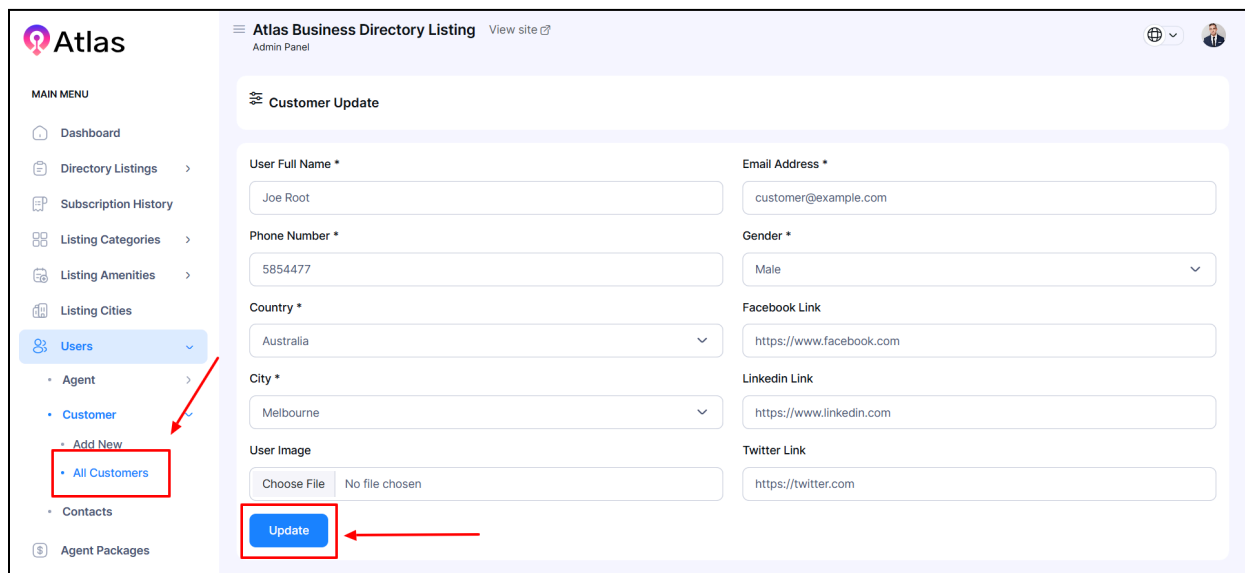 Atlas
Atlas Business Directory Listing View site
Admin Panel
MAIN MENU
Dashboard
Directory Listings
Subscription History
Listing Categories
Listing Amenities
Listing Cities
Users
Agent
Customer
Add New
All Customers
Contacts
Agent Packages
Customer Update
User Full Name * Email Address *
Joe Root customer@example.com
Phone Number * Gender *
5854477 Male
Country * Facebook Link
Australia https://www.facebook.com
City * Linkedin Link
Melbourne https://www.linkedin.com
User Image Twitter Link
Choose File No file chosen https://twitter.com
Update